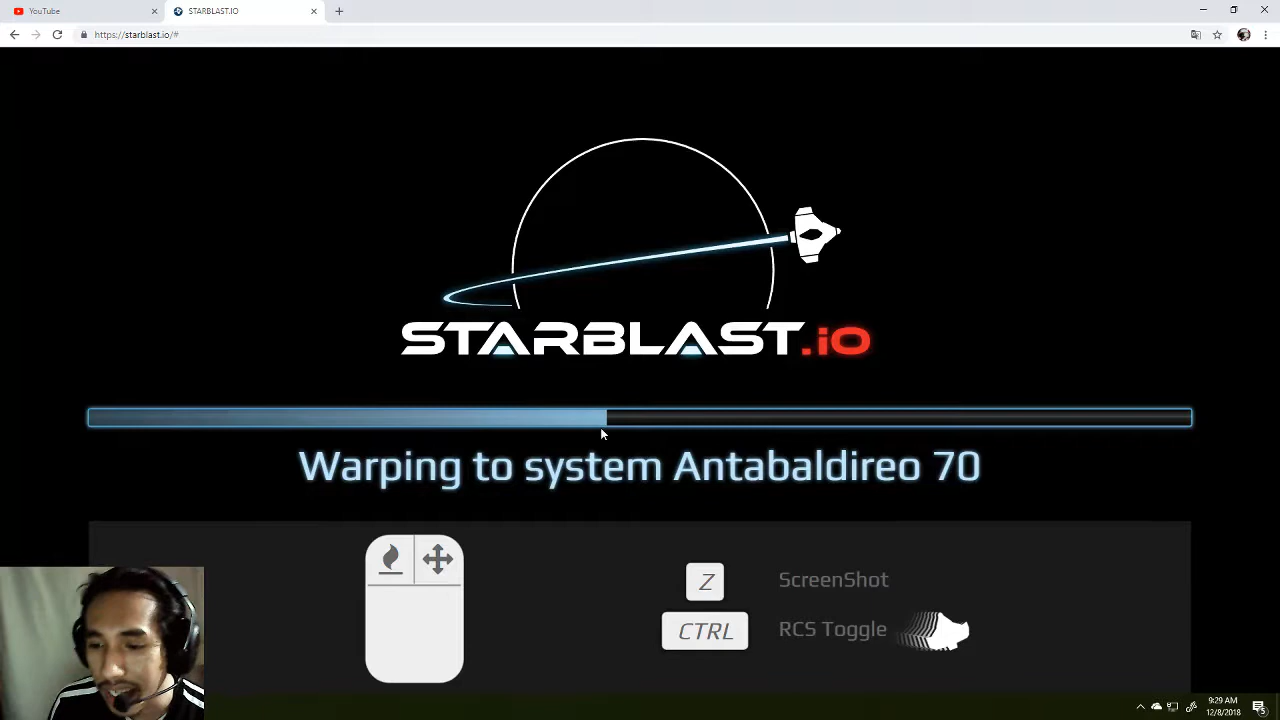 YouTube
STARBLAST.IO
https://starblast.io/#
STARBLAST.io
Warping to system Antabaldireo 70
Z ScreenShot
CTRL RCS Toggle
9:29 AM
12/8/2018
5